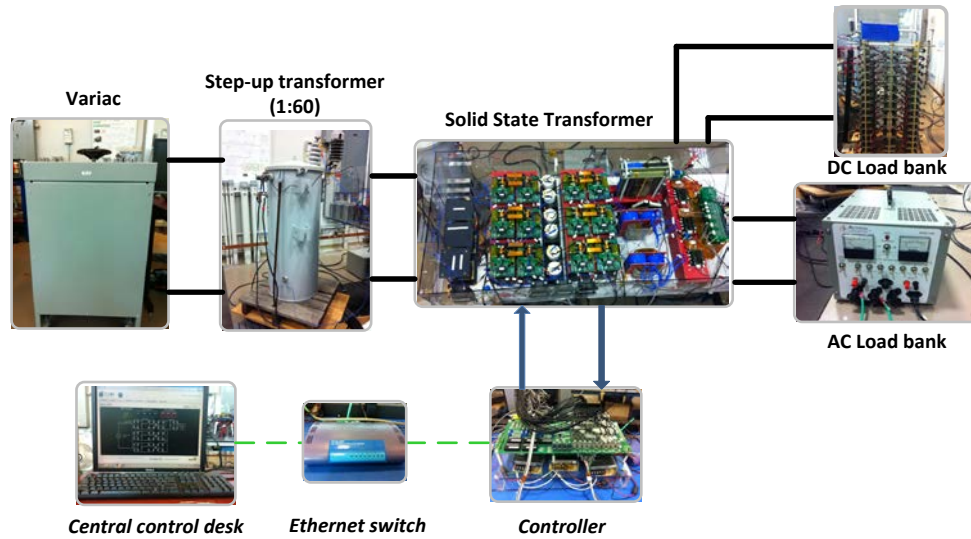 Variac
Step-up transformer
(1:60)
Solid State Transformer
DC Load bank
AC Load bank
Central control desk
Ethernet switch
Controller